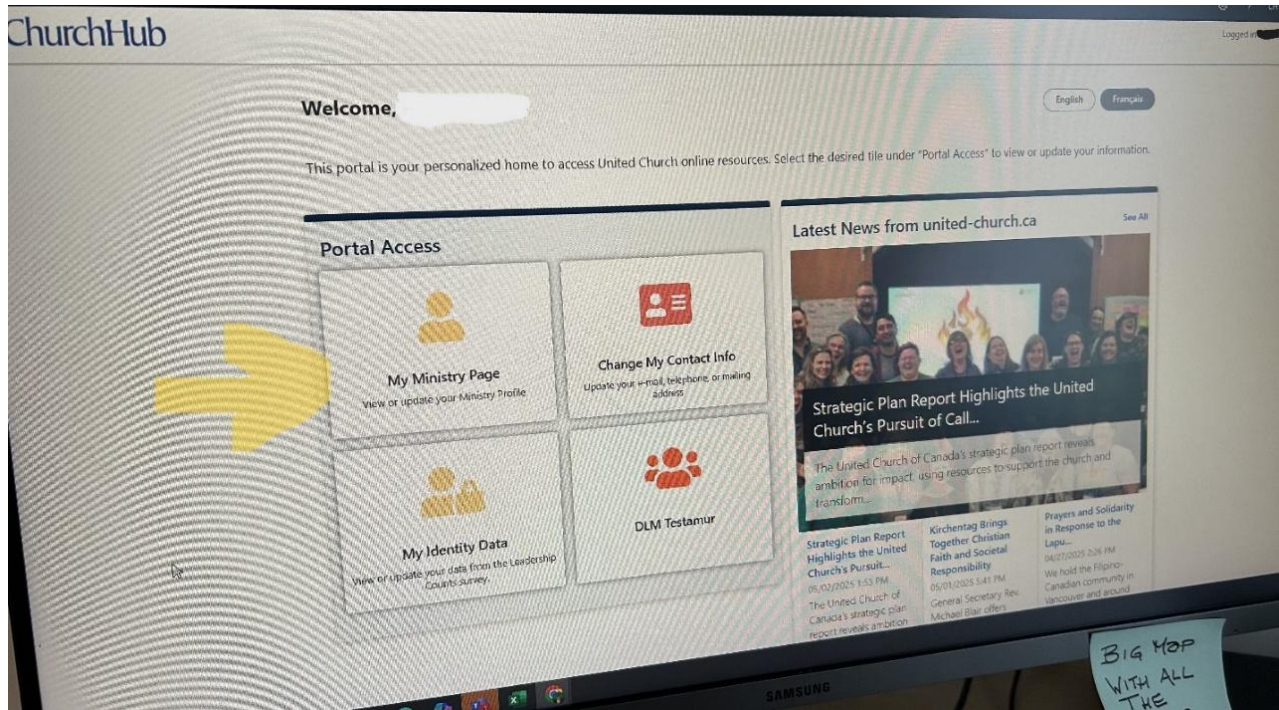 ChurchHub
Logged in
Welcome,
English
Français
This portal is your personalized home to access United Church online resources. Select the desired tile under "Portal Access" to view or update your information.
Portal Access
My Ministry Page
View or update your Ministry Profile
Change My Contact Info
Update your e-mail, telephone, or mailing
address
My Identity Data
View or update your data from the Leadership
Counts survey.
DLM Testamur
Latest News from united-church.ca
See All
Strategic Plan Report Highlights the United
Church's Pursuit of Call...
The United Church of Canada's strategic plan report reveals
ambition for impact, using resources to support the church and
transform...
Strategic Plan Report
Highlights the United
Church's Pursuit...
05/02/2025 1:53 PM
The United Church of
Canada's strategic plan
report reveals ambition
Kirchentag Brings
Together Christian
Faith and Societal
Responsibility
05/01/2025 5:41 PM
General Secretary Rev.
Michael Blair offers
Prayers and Solidarity
in Response to the
Lapu...
04/27/2025 2:26 PM
We hold the Filipino-
Canadian community in
Vancouver and around
SAMSUNG
BIG MAP
WITH ALL
THE